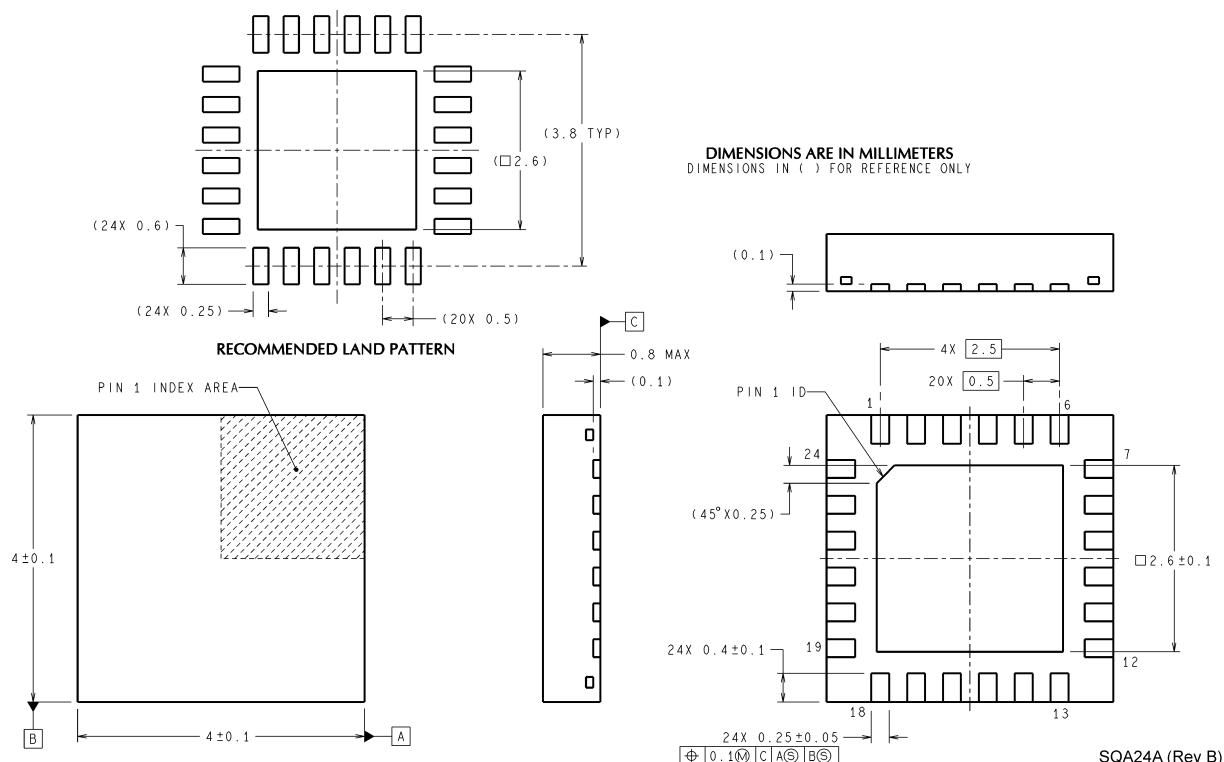 (3.8 TYP)
(□2.6)
DIMENSIONS ARE IN MILLIMETERS
DIMENSIONS IN ( ) FOR REFERENCE ONLY
(24X 0.6)
(24X 0.25)
(20X 0.5)
RECOMMENDED LAND PATTERN
(0.1)
C
0.8 MAX
(0.1)
PIN 1 INDEX AREA
4±0.1
B
4±0.1
A
4X 2.5
20X 0.5
PIN 1 ID
1
6
24
7
(45°X0.25)
□2.6±0.1
19
12
24X 0.4±0.1
18
13
24X 0.25±0.05
⌖ 0.1Ⓜ C AⓈ BⓈ
SQA24A (Rev B)